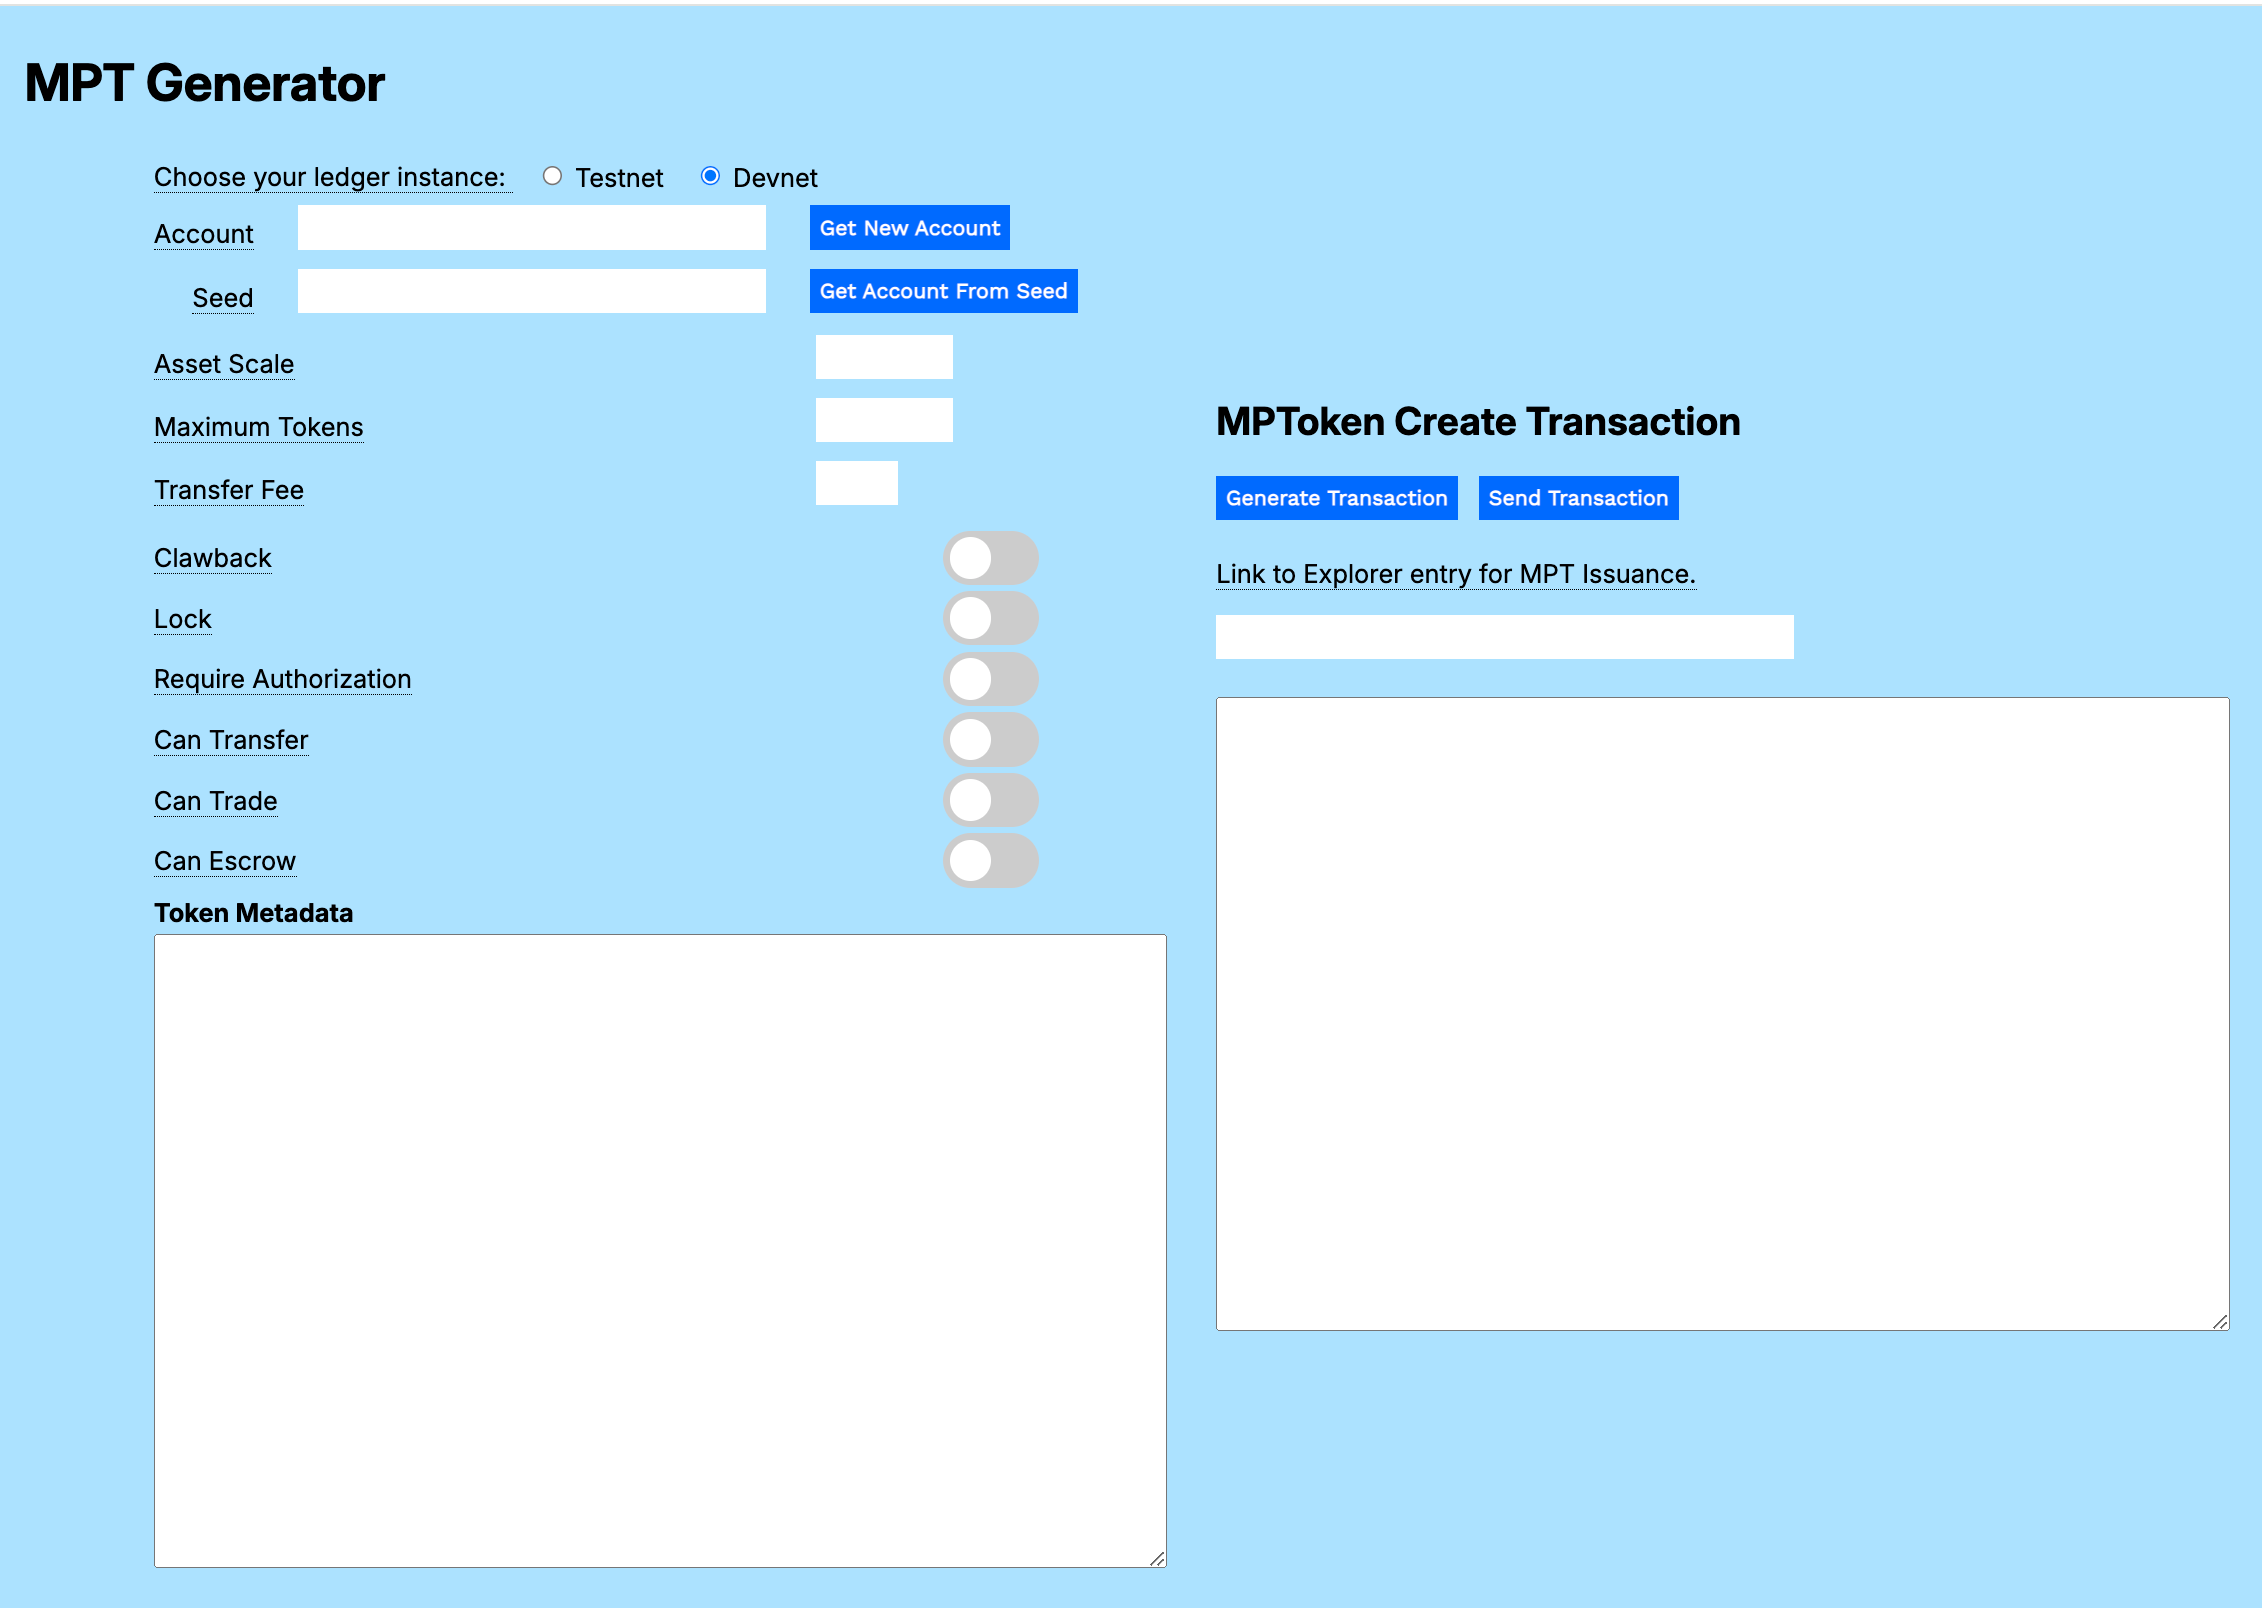 MPT Generator
Choose your ledger instance: Testnet Devnet
Account Get New Account
Seed Get Account From Seed
Asset Scale
Maximum Tokens
Transfer Fee
Clawback
Lock
Require Authorization
Can Transfer
Can Trade
Can Escrow
Token Metadata
MPToken Create Transaction
Generate Transaction Send Transaction
Link to Explorer entry for MPT Issuance.